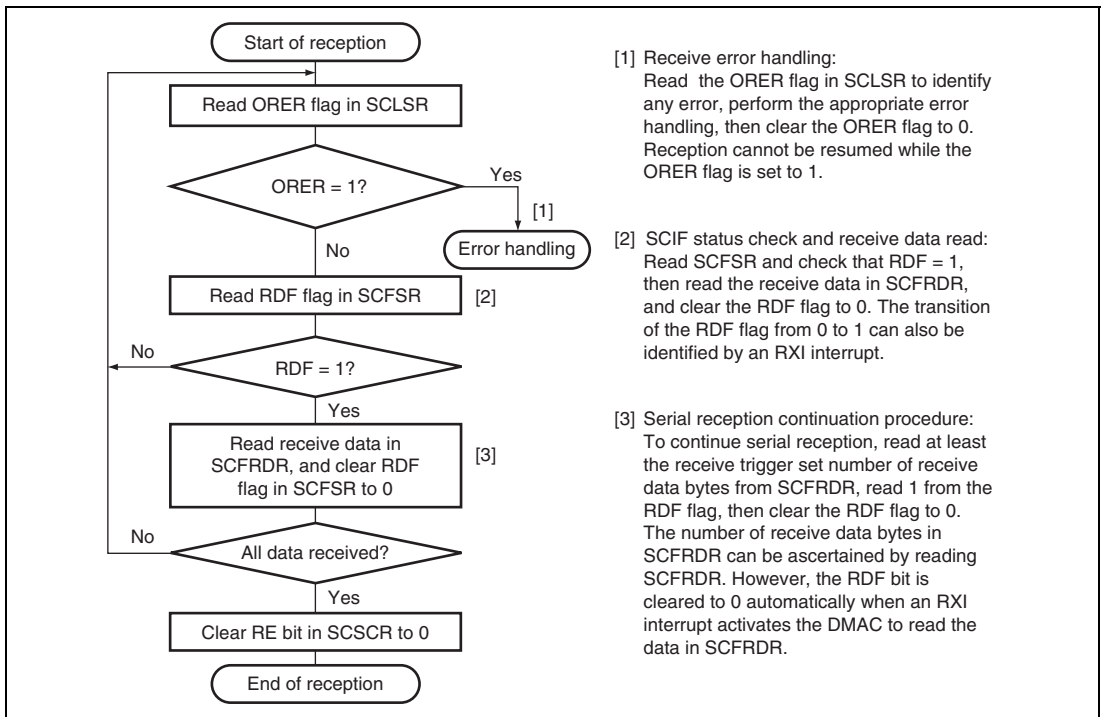 Start of reception
Read ORER flag in SCLSR
ORER = 1?
Yes
[1]
Error handling
No
Read RDF flag in SCFSR
[2]
No
RDF = 1?
Yes
Read receive data in
SCFRDR, and clear RDF
flag in SCFSR to 0
[3]
No
All data received?
Yes
Clear RE bit in SCSCR to 0
End of reception
[1] Receive error handling:
Read the ORER flag in SCLSR to identify
any error, perform the appropriate error
handling, then clear the ORER flag to 0.
Reception cannot be resumed while the
ORER flag is set to 1.
[2] SCIF status check and receive data read:
Read SCFSR and check that RDF = 1,
then read the receive data in SCFRDR,
and clear the RDF flag to 0. The transition
of the RDF flag from 0 to 1 can also be
identified by an RXI interrupt.
[3] Serial reception continuation procedure:
To continue serial reception, read at least
the receive trigger set number of receive
data bytes from SCFRDR, read 1 from the
RDF flag, then clear the RDF flag to 0.
The number of receive data bytes in
SCFRDR can be ascertained by reading
SCFRDR. However, the RDF bit is
cleared to 0 automatically when an RXI
interrupt activates the DMAC to read the
data in SCFRDR.